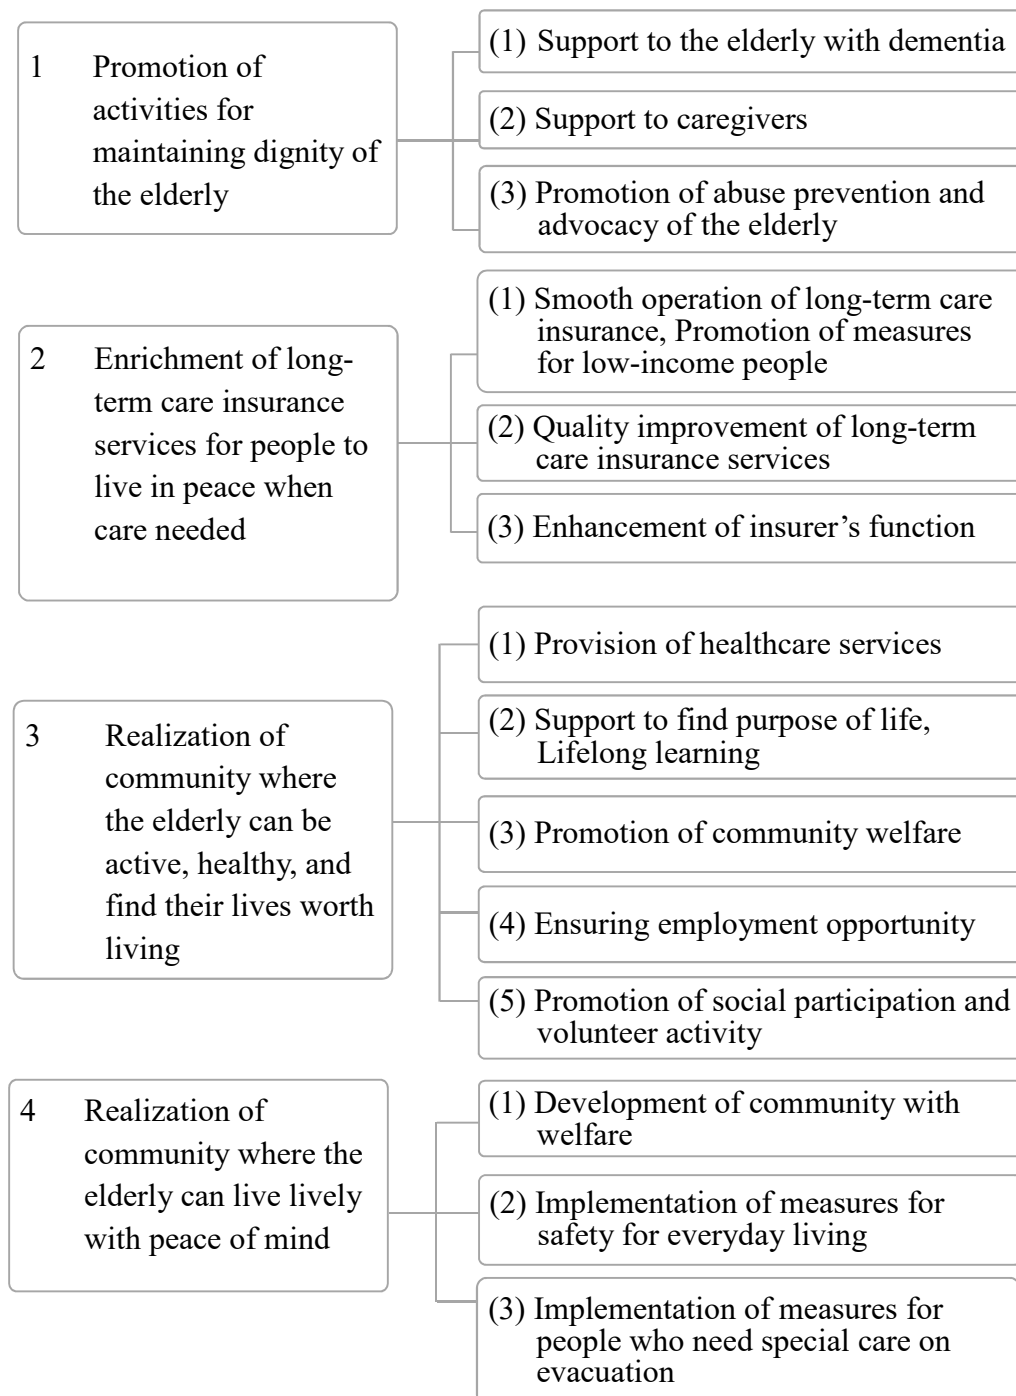 1 Promotion of
activities for
maintaining dignity of
the elderly
(1) Support to the elderly with dementia
(2) Support to caregivers
(3) Promotion of abuse prevention and
advocacy of the elderly
2 Enrichment of long-
term care insurance
services for people to
live in peace when
care needed
(1) Smooth operation of long-term care
insurance, Promotion of measures
for low-income people
(2) Quality improvement of long-term
care insurance services
(3) Enhancement of insurer’s function
3 Realization of
community where
the elderly can be
active, healthy, and
find their lives worth
living
(1) Provision of healthcare services
(2) Support to find purpose of life,
Lifelong learning
(3) Promotion of community welfare
(4) Ensuring employment opportunity
(5) Promotion of social participation and
volunteer activity
4 Realization of
community where the
elderly can live lively
with peace of mind
(1) Development of community with
welfare
(2) Implementation of measures for
safety for everyday living
(3) Implementation of measures for
people who need special care on
evacuation